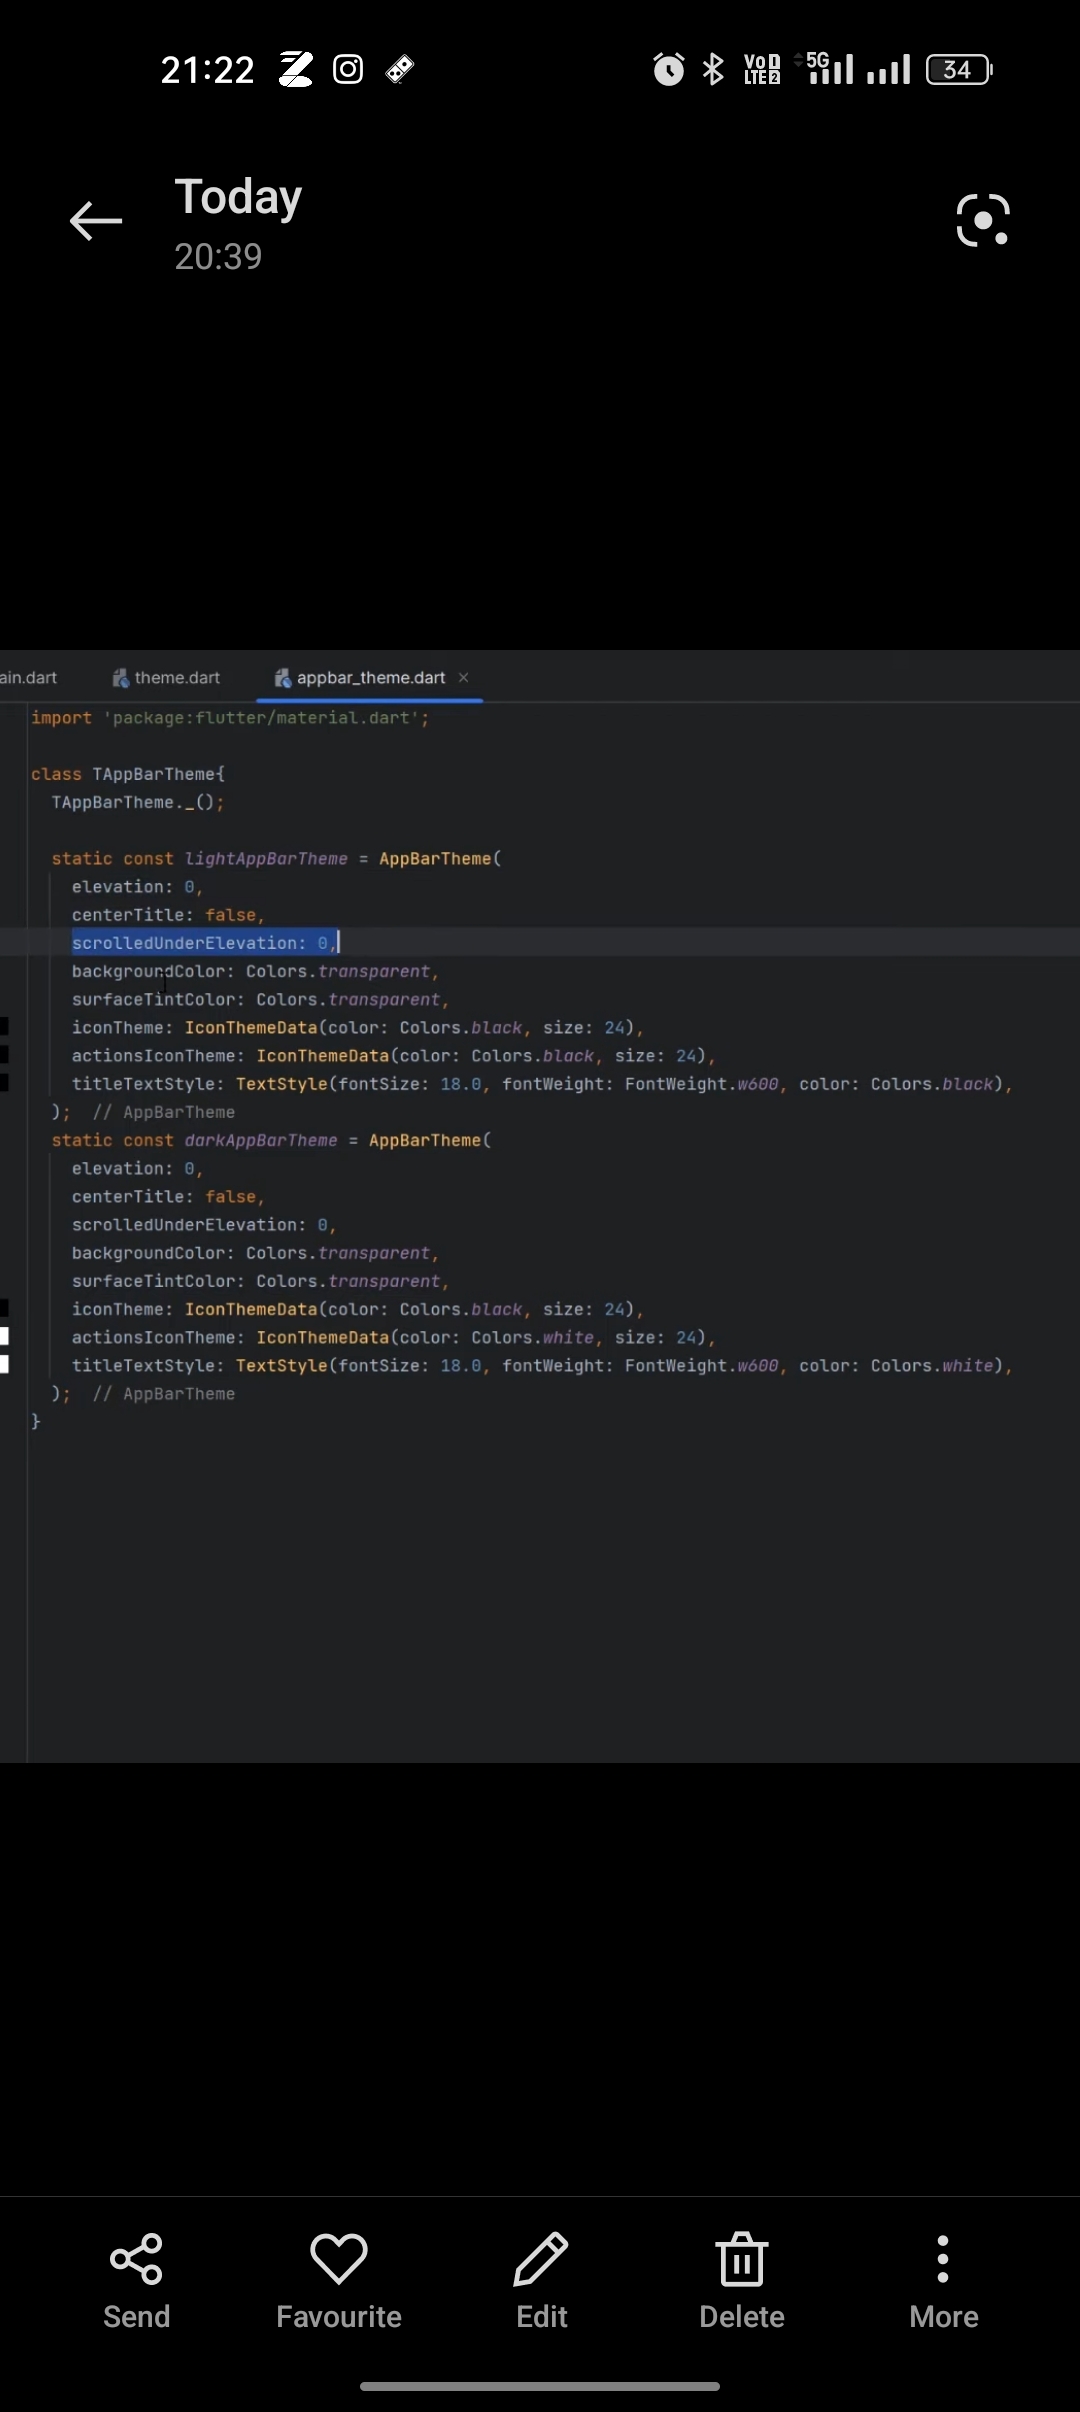 21:22 VoLTE 1 2 5G 34
Today
20:39
ain.dart theme.dart appbar_theme.dart ×
import 'package:flutter/material.dart';
class TAppBarTheme{
TAppBarTheme._();
static const lightAppBarTheme = AppBarTheme(
elevation: 0,
centerTitle: false,
scrolledUnderElevation: 0,
backgroundColor: Colors.transparent,
surfaceTintColor: Colors.transparent,
iconTheme: IconThemeData(color: Colors.black, size: 24),
actionsIconTheme: IconThemeData(color: Colors.black, size: 24),
titleTextStyle: TextStyle(fontSize: 18.0, fontWeight: FontWeight.w600, color: Colors.black),
); // AppBarTheme
static const darkAppBarTheme = AppBarTheme(
elevation: 0,
centerTitle: false,
scrolledUnderElevation: 0,
backgroundColor: Colors.transparent,
surfaceTintColor: Colors.transparent,
iconTheme: IconThemeData(color: Colors.black, size: 24),
actionsIconTheme: IconThemeData(color: Colors.white, size: 24),
titleTextStyle: TextStyle(fontSize: 18.0, fontWeight: FontWeight.w600, color: Colors.white),
); // AppBarTheme
}
Send Favourite Edit Delete More